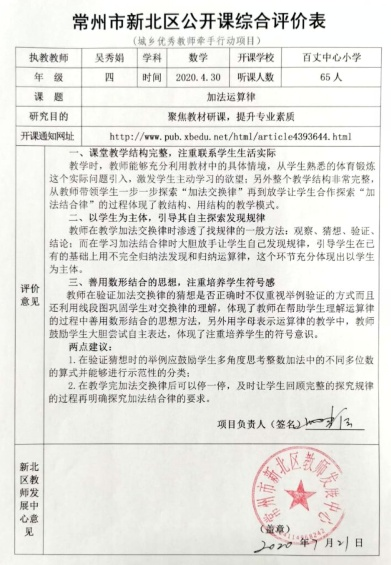 常州市新北区公开课综合评价表
(城乡优秀教师牵手行动项目)
执教教师 吴秀娟 学科 数学 开课学校 百丈中心小学
年 级 四 时间 2020.4.30 听课人数 65人
课 题 加法运算律
研究目的 聚焦教材研课，提升专业素质
开课通知网址 http://www.pub.xbedu.net/html/article4393644.html
评价意见
一、课堂教学结构完整，注重联系学生生活实际
教学时，教师能够充分利用教材中的具体情境，从学生熟悉的体育锻炼
这个实际问题引入，激发学生主动学习的欲望；另外整个教学结构非常完整，
从教师带领学生一步一步探索“加法交换律”再到放手让学生合作探索“加
法结合律”的过程体现了教结构、用结构的教学模式。
二、以学生为主体，引导其自主探索发现规律
教师在教学加法交换律时渗透了找规律的一般方法：观察、猜想、验证、
结论；而在学习加法结合律时大胆放手让学生自己发现规律，引导学生在已
有的基础上用不完全归纳法发现和归纳运算律，这个环节充分体现出以学生
为主体。
三、善用数形结合的思想，注重培养学生符号感
教师在验证加法交换律的猜想是否正确时不仅重视举例验证的方式而且
还利用线段图巩固学生对交换律的理解，体现了教师在帮助学生理解运算律
的过程中善用数形结合的方法，另外用字母表示运算律的教学中，教师
鼓励学生大胆尝试自主表达，体现了注重培养学生的符号意识。
两点建议：
1.在验证猜想时的举例应鼓励学生多角度思考整数加法中的不同多位数
的算式并能够进行示范性的分类；
2.在教学完加法交换律后可以停一停，及时让学生回顾完整的探究规律
的过程再明确探究加法结合律的要求。
项目负责人（签名）
新北区教师发展中心意见
常州市新北区教师发展中心
(盖章)
2020年7月21日